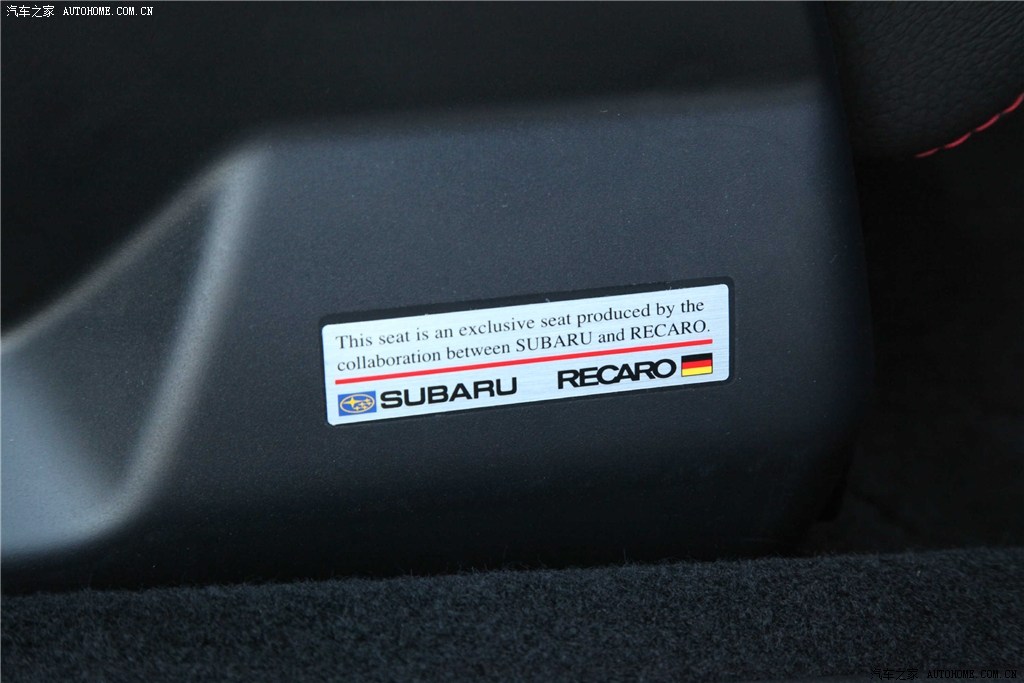 汽车之家 AUTOHOME.COM.CN
This seat is an exclusive seat produced by the
collaboration between SUBARU and RECARO.
SUBARU RECARO
汽车之家 AUTOHOME.COM.CN